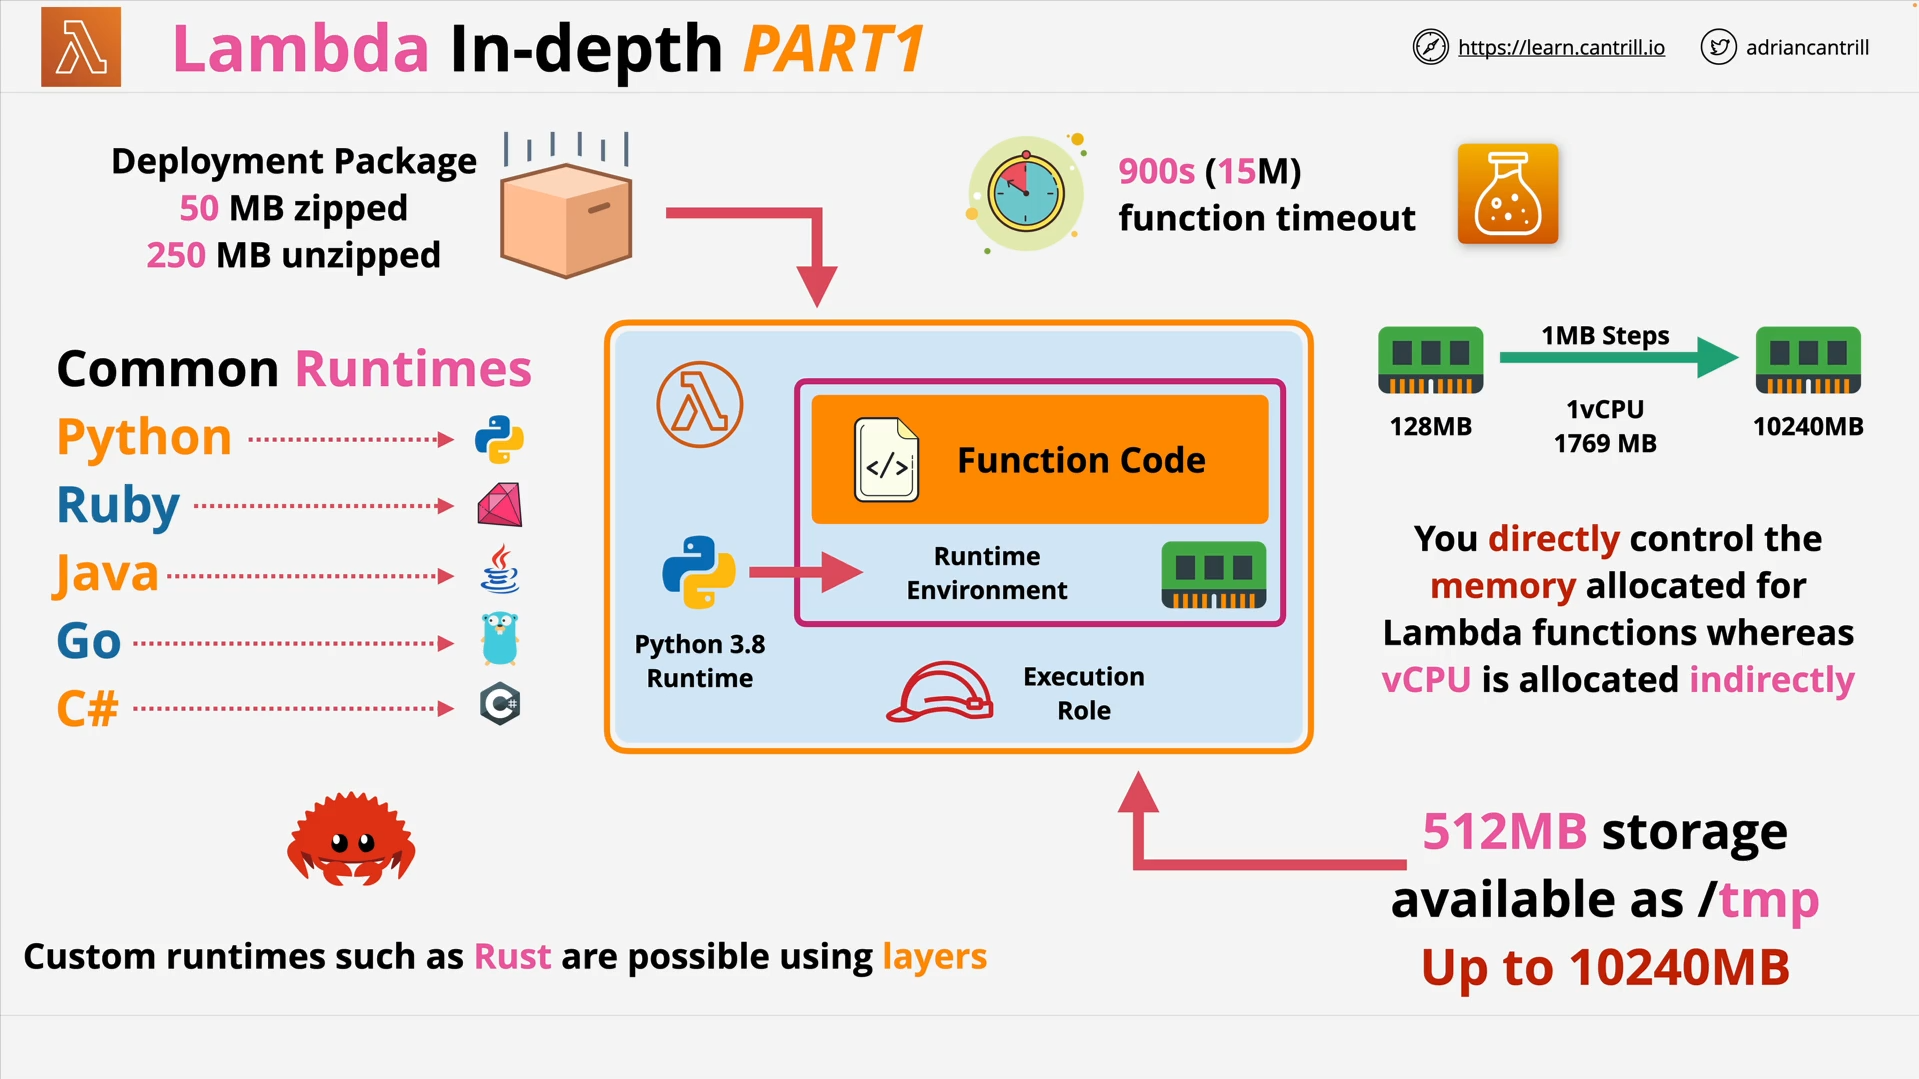 Lambda In-depth PART1
https://learn.cantrill.io
adriancantrill
Deployment Package
50 MB zipped
250 MB unzipped
900s (15M)
function timeout
Common Runtimes
Python
Ruby
Java
Go
C#
C#
</>
Function Code
Runtime
Environment
Python 3.8
Runtime
Execution
Role
1MB Steps
128MB
1vCPU
1769 MB
10240MB
You directly control the
memory allocated for
Lambda functions whereas
vCPU is allocated indirectly
512MB storage
available as /tmp
Up to 10240MB
Custom runtimes such as Rust are possible using layers